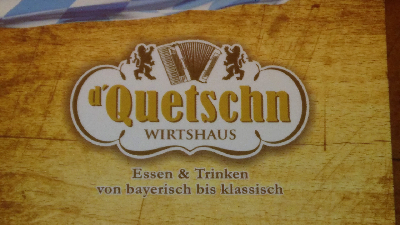 d'Quetschn
WIRTSHAUS
Essen & Trinken
von bayerisch bis klassisch